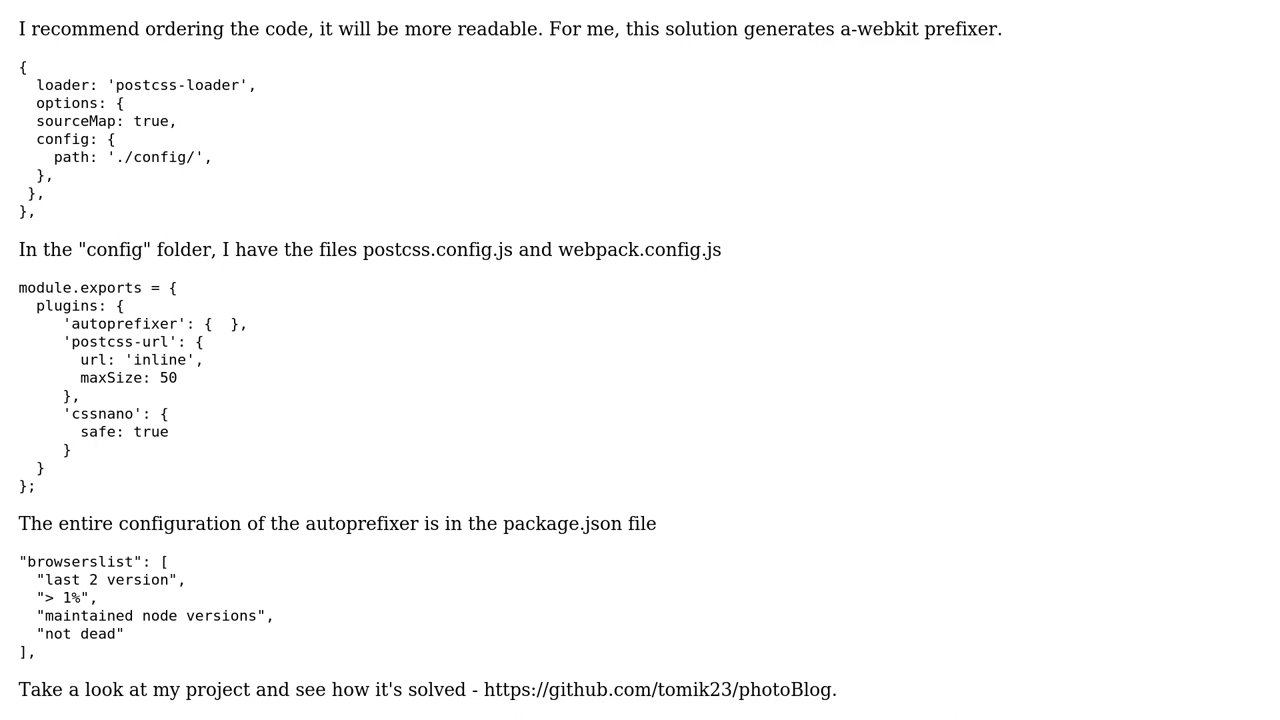 I recommend ordering the code, it will be more readable. For me, this solution generates a-webkit prefixer.
{
  loader: 'postcss-loader',
  options: {
  sourceMap: true,
  config: {
    path: './config/',
  },
 },
},
In the "config" folder, I have the files postcss.config.js and webpack.config.js
module.exports = {
  plugins: {
     'autoprefixer': {  },
     'postcss-url': {
       url: 'inline',
       maxSize: 50
     },
     'cssnano': {
       safe: true
     }
  }
};
The entire configuration of the autoprefixer is in the package.json file
"browserslist": [
  "last 2 version",
  "> 1%",
  "maintained node versions",
  "not dead"
],
Take a look at my project and see how it's solved - https://github.com/tomik23/photoBlog.